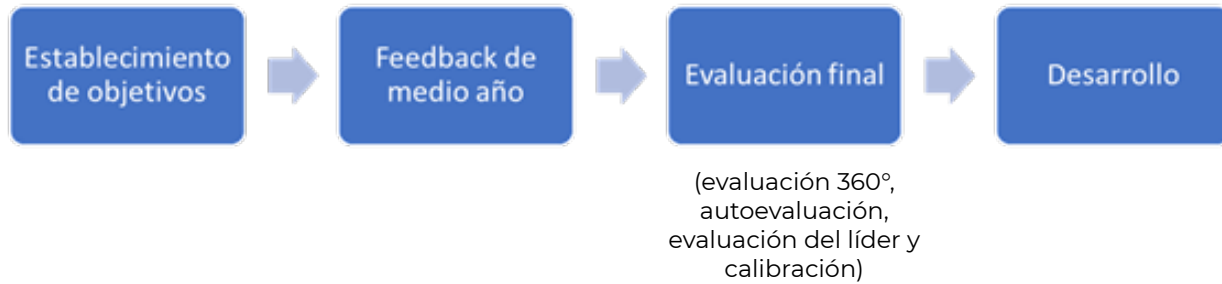 Establecimiento
de objetivos
Feedback de
medio año
Evaluación final
Desarrollo
(evaluación 360°,
autoevaluación,
evaluación del líder y
calibración)